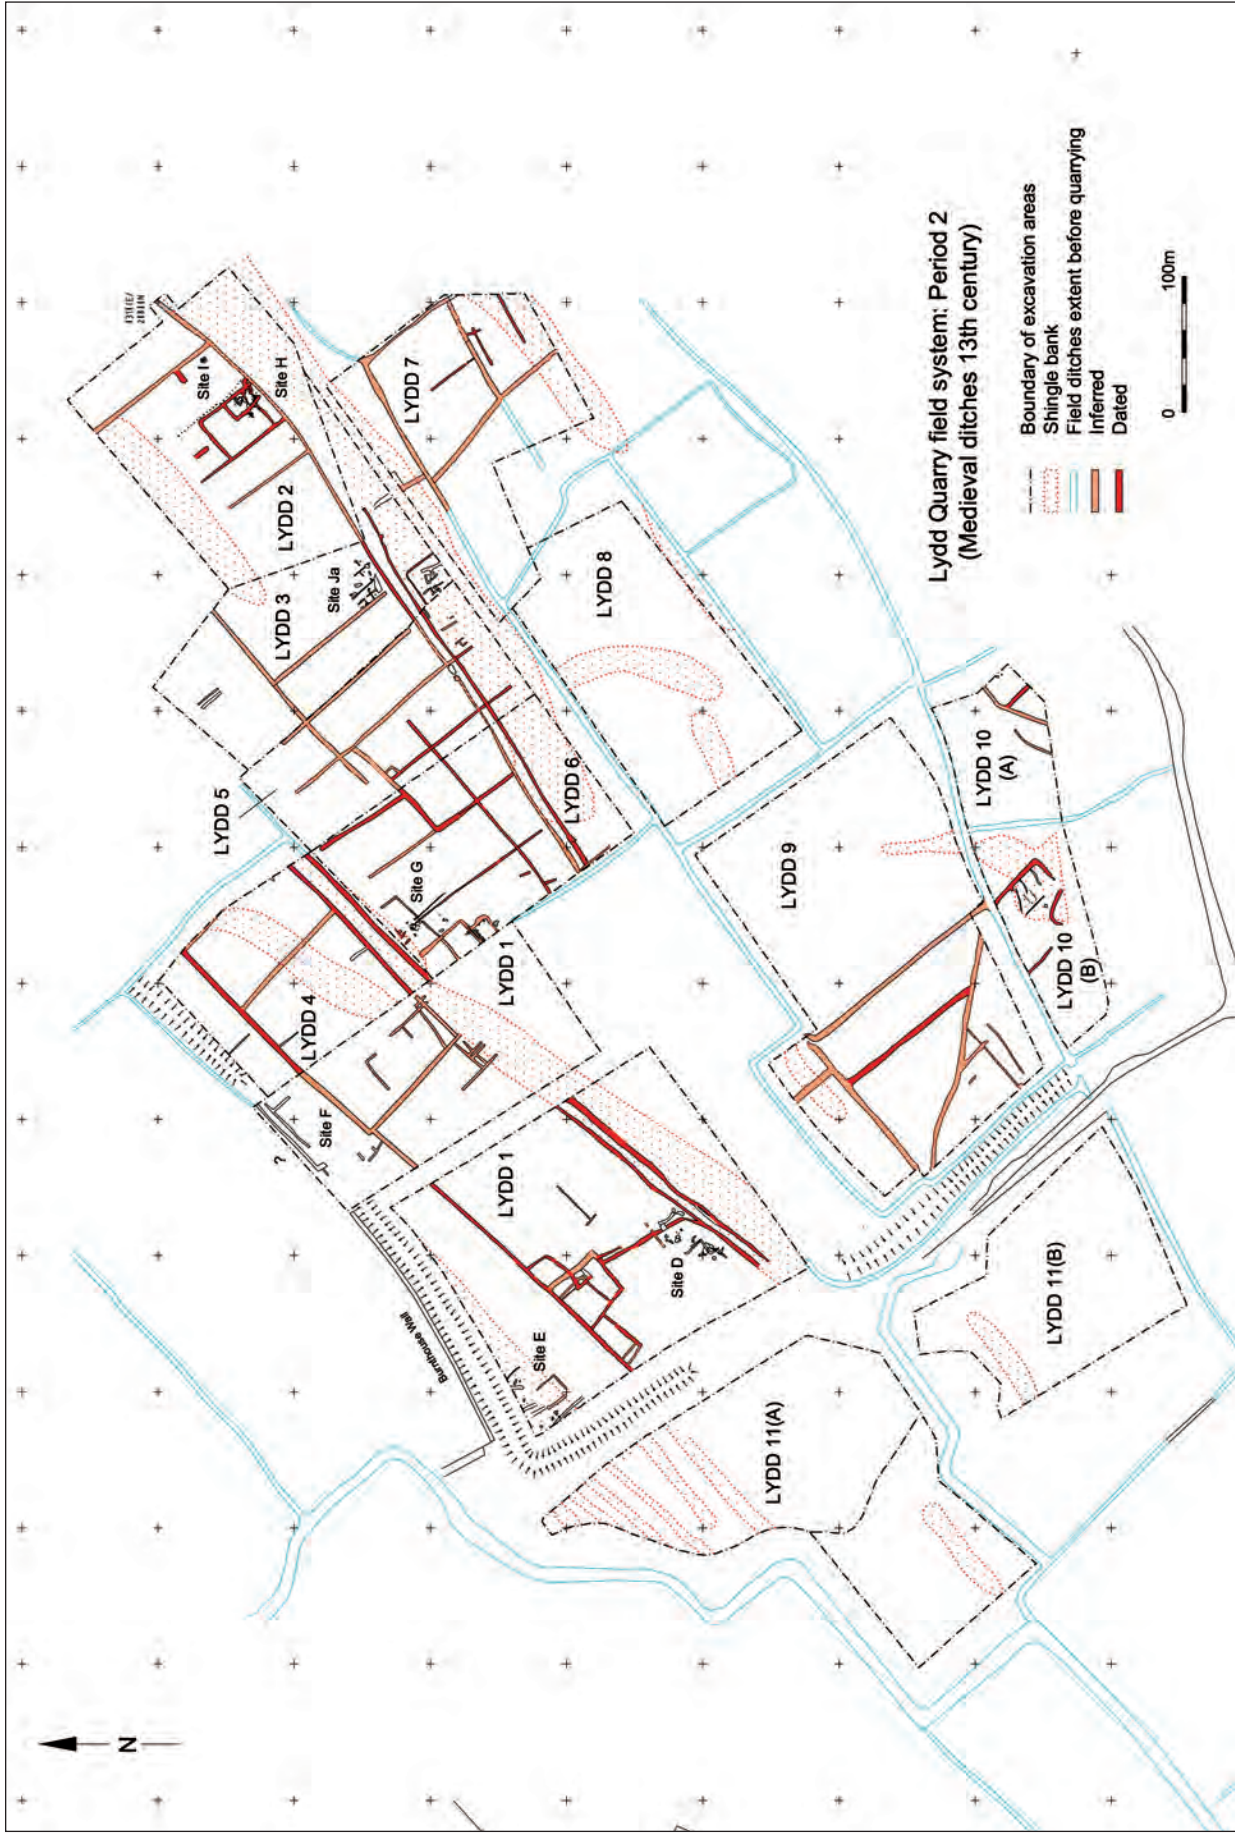 Lydd Quarry field system: Period 2
(Medieval ditches 13th century)
Boundary of excavation areas
Shingle bank
Field ditches extent before quarrying
Inferred
Dated
0 100m
N
Burnthouse Wall
?
Site F
Site E
Site D
LYDD 1
LYDD 1
LYDD 4
Site G
LYDD 5
LYDD 3
Site Ja
LYDD 2
Site I
Site H
LYDD 6
LYDD 7
LYDD 8
LYDD 9
LYDD 10
(A)
LYDD 10
(B)
LYDD 11(A)
LYDD 11(B)